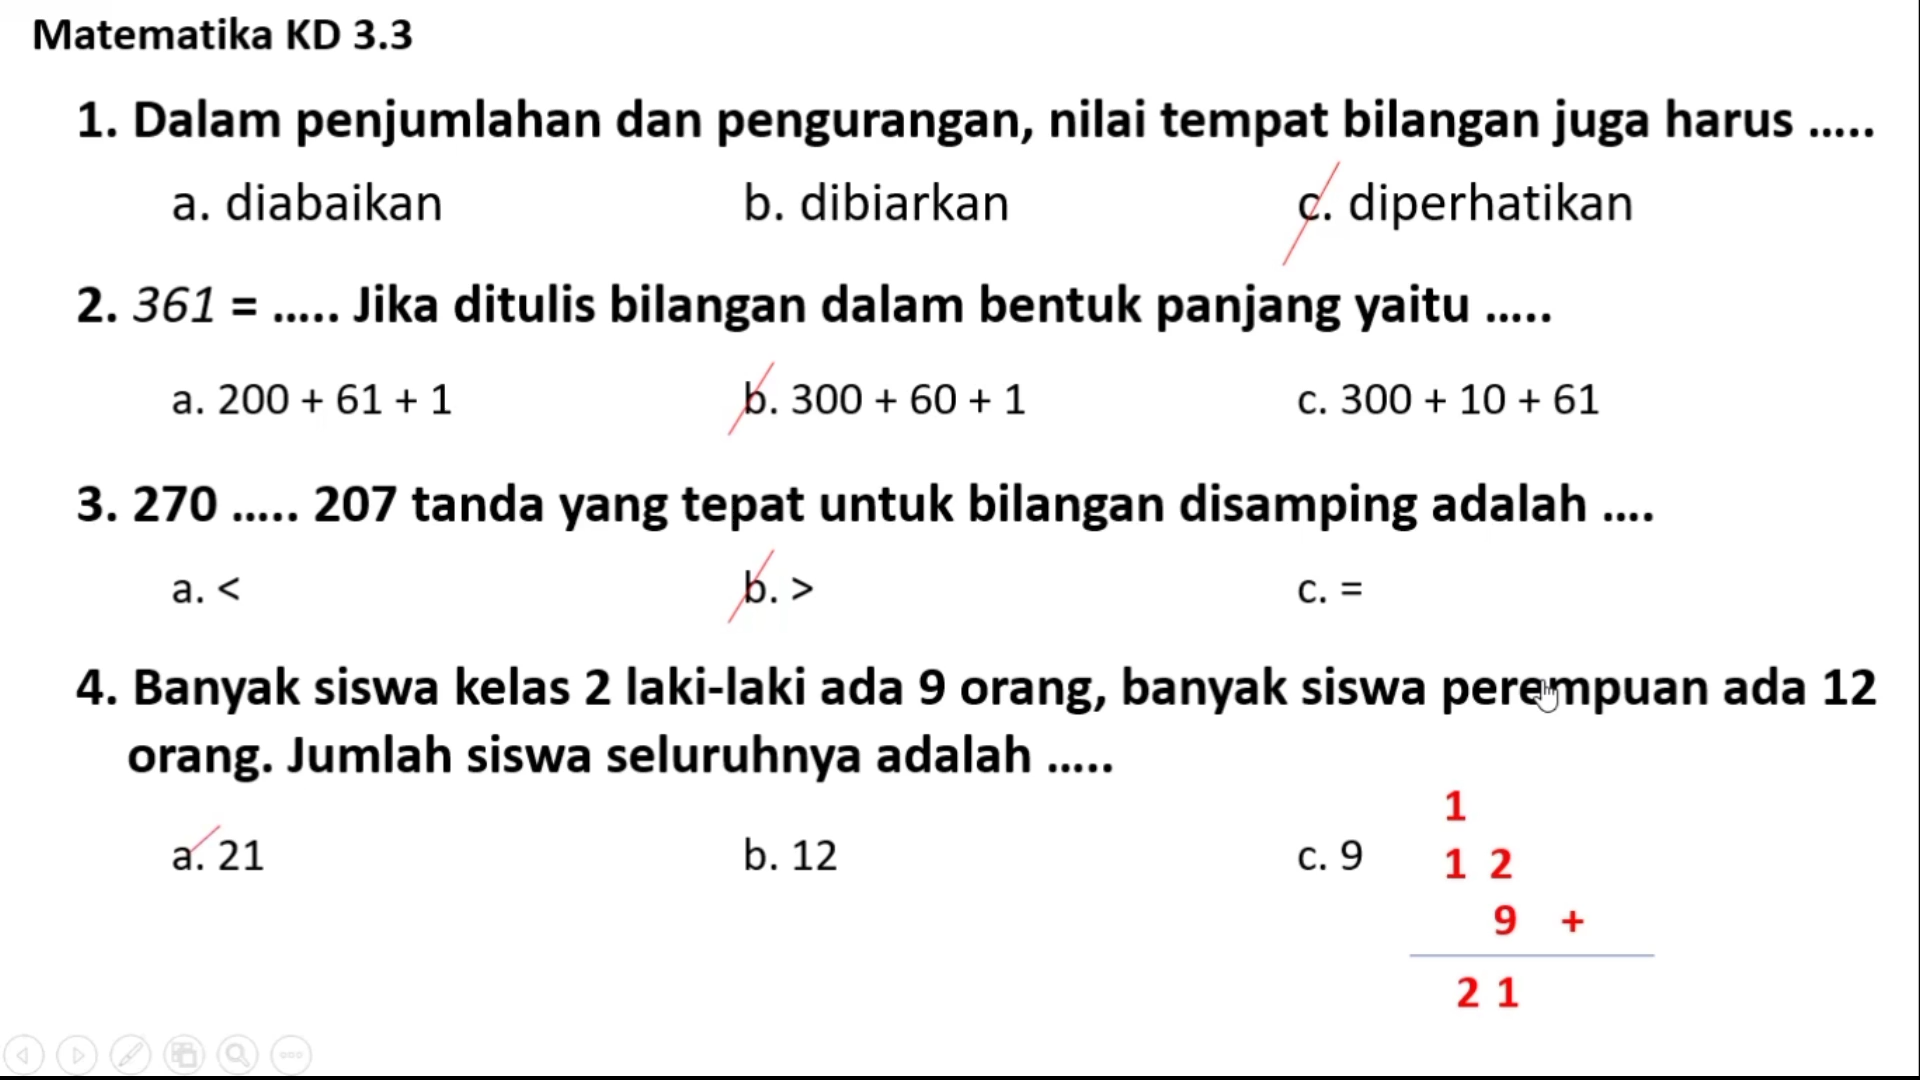 Matematika KD 3.3
1. Dalam penjumlahan dan pengurangan, nilai tempat bilangan juga harus .....
a. diabaikan b. dibiarkan c. diperhatikan
2. 361 = ..... Jika ditulis bilangan dalam bentuk panjang yaitu .....
a. 200 + 61 + 1 b. 300 + 60 + 1 c. 300 + 10 + 61
3. 270 ..... 207 tanda yang tepat untuk bilangan disamping adalah ....
a. < b. > c. =
4. Banyak siswa kelas 2 laki-laki ada 9 orang, banyak siswa perempuan ada 12
orang. Jumlah siswa seluruhnya adalah .....
a. 21 b. 12 c. 9
1
1 2
9 +
2 1